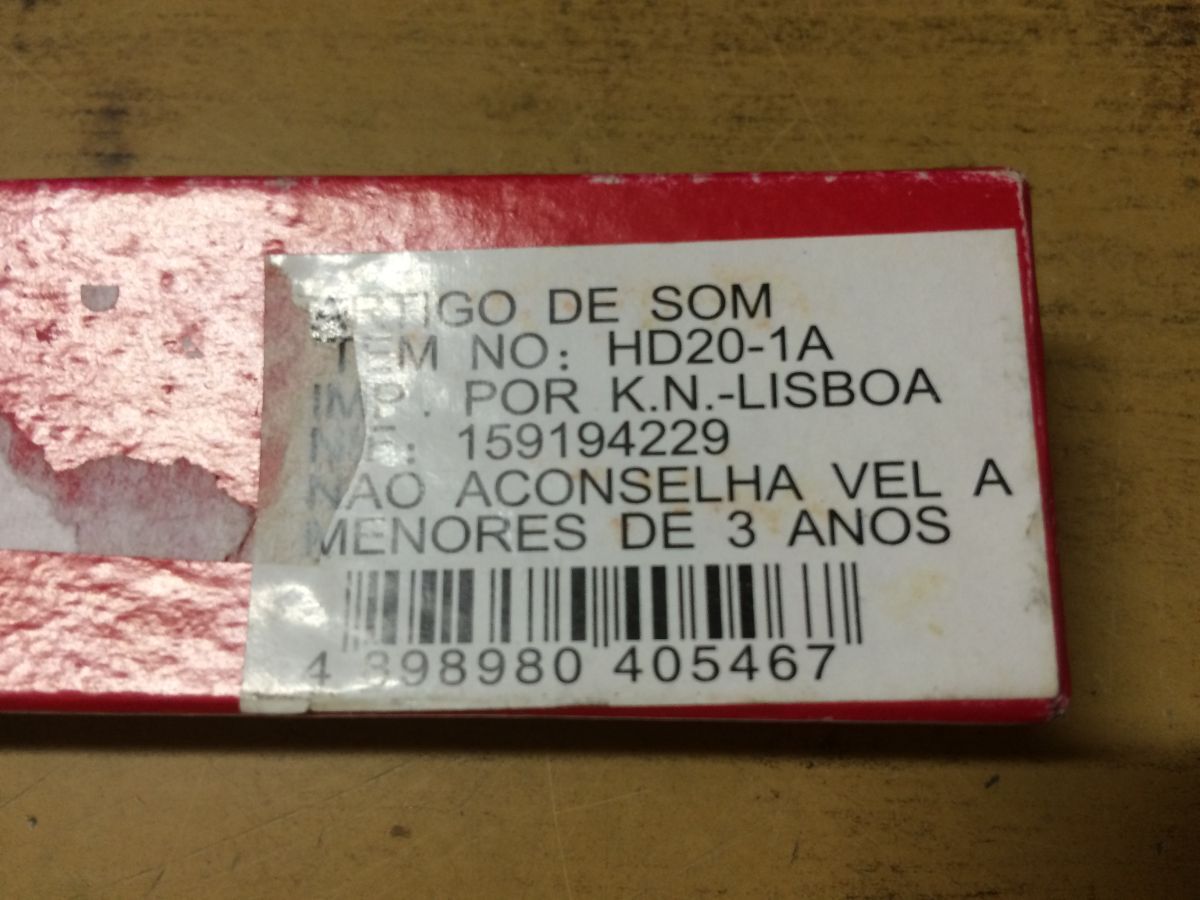 ARTIGO DE SOM
ITEM NO: HD20-1A
IMP. POR K.N.-LISBOA
NIF: 159194229
NAO ACONSELHA VEL A
MENORES DE 3 ANOS
4 898980 405467